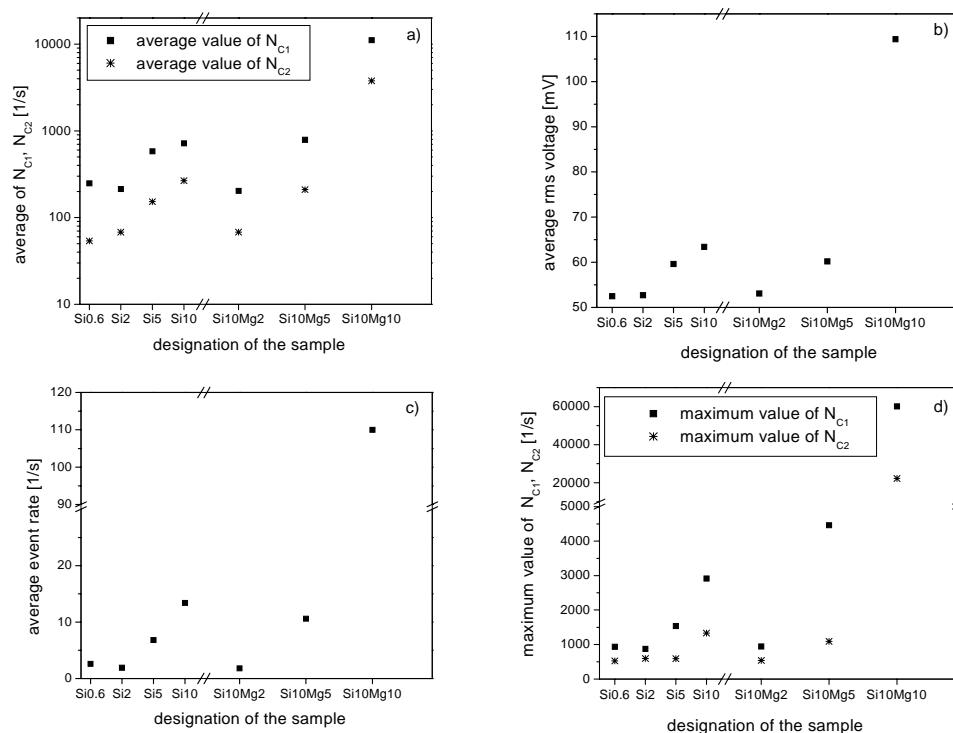 a)
average value of N_C1
average value of N_C2
10000
1000
100
10
average of N_C1, N_C2 [1/s]
Si0.6 Si2 Si5 Si10 Si10Mg2 Si10Mg5 Si10Mg10
designation of the sample
b)
110
100
90
80
70
60
50
average rms voltage [mV]
Si0.6 Si2 Si5 Si10 Si10Mg2 Si10Mg5 Si10Mg10
designation of the sample
c)
120
110
100
90
20
10
0
average event rate [1/s]
Si0.6 Si2 Si5 Si10 Si10Mg2 Si10Mg5 Si10Mg10
designation of the sample
d)
maximum value of N_C1
maximum value of N_C2
60000
40000
20000
5000
4000
3000
2000
1000
0
maximum value of N_C1, N_C2 [1/s]
Si0.6 Si2 Si5 Si10 Si10Mg2 Si10Mg5 Si10Mg10
designation of the sample